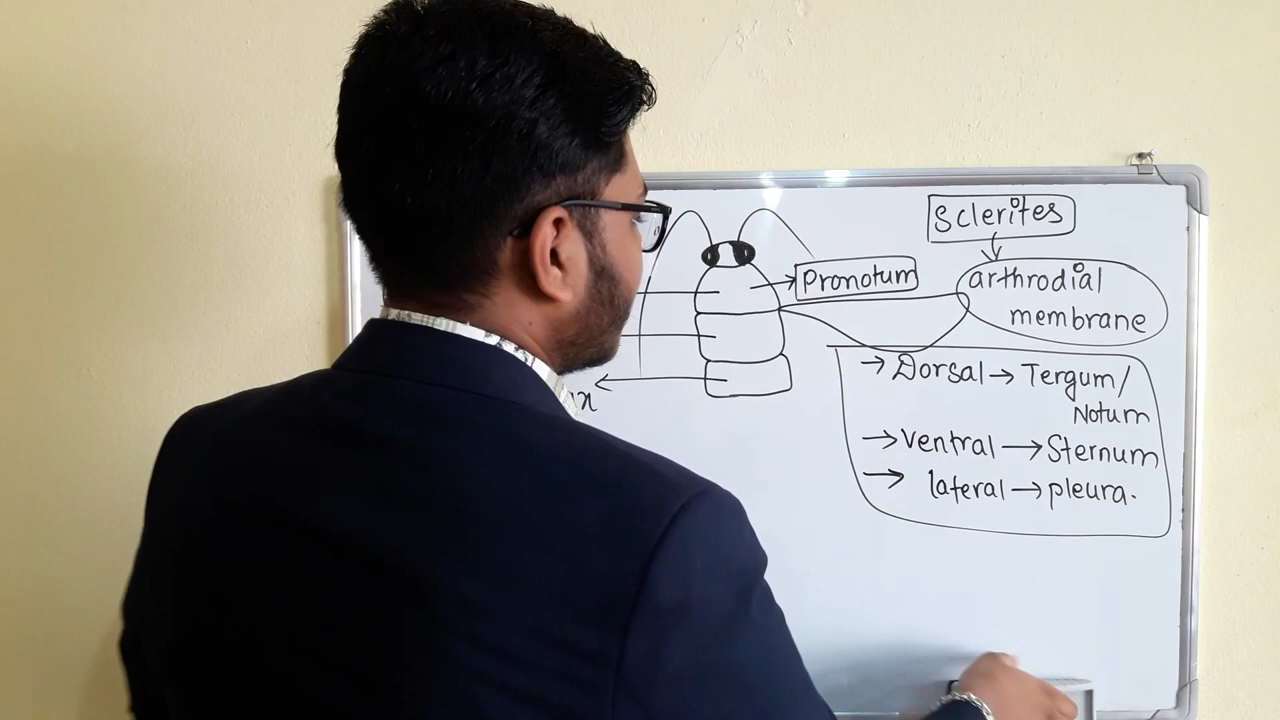 Sclerites
Pronotum
arthrodial
membrane
→ Dorsal → Tergum/
Notum
→ Ventral → Sternum
→ lateral → pleura.